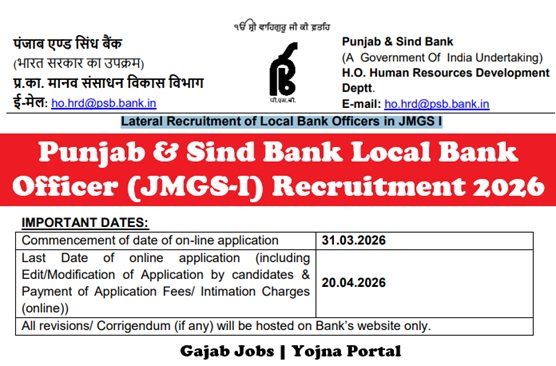 ੴ ਸ੍ਰੀ ਵਾਹਿਗੁਰੂ ਜੀ ਕੀ ਫ਼ਤਹਿ
पंजाब एण्ड सिंध बैंक
(भारत सरकार का उपक्रम)
प्र.का. मानव संसाधन विकास विभाग
ई-मेल: ho.hrd@psb.bank.in
ਪੀ.ਐਸ.ਬੀ.
Punjab & Sind Bank
(A Government Of India Undertaking)
H.O. Human Resources Development
Deptt.
E-mail: ho.hrd@psb.bank.in
Lateral Recruitment of Local Bank Officers in JMGS I
Punjab & Sind Bank Local Bank
Officer (JMGS-I) Recruitment 2026
IMPORTANT DATES:
Commencement of date of on-line application 31.03.2026
Last Date of online application (including
Edit/Modification of Application by candidates &
Payment of Application Fees/ Intimation Charges
(online)) 20.04.2026
All revisions/ Corrigendum (if any) will be hosted on Bank's website only.
Gajab Jobs | Yojna Portal